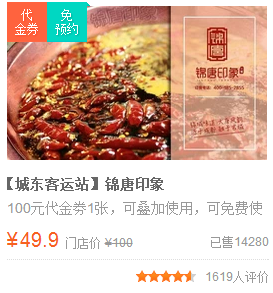 代
金券
免
预约
锦唐
锦唐印象
【城东客运站】锦唐印象
100元代金券1张，可叠加使用，可免费使
¥49.9 门店价 ¥100 已售14280
1619人评价